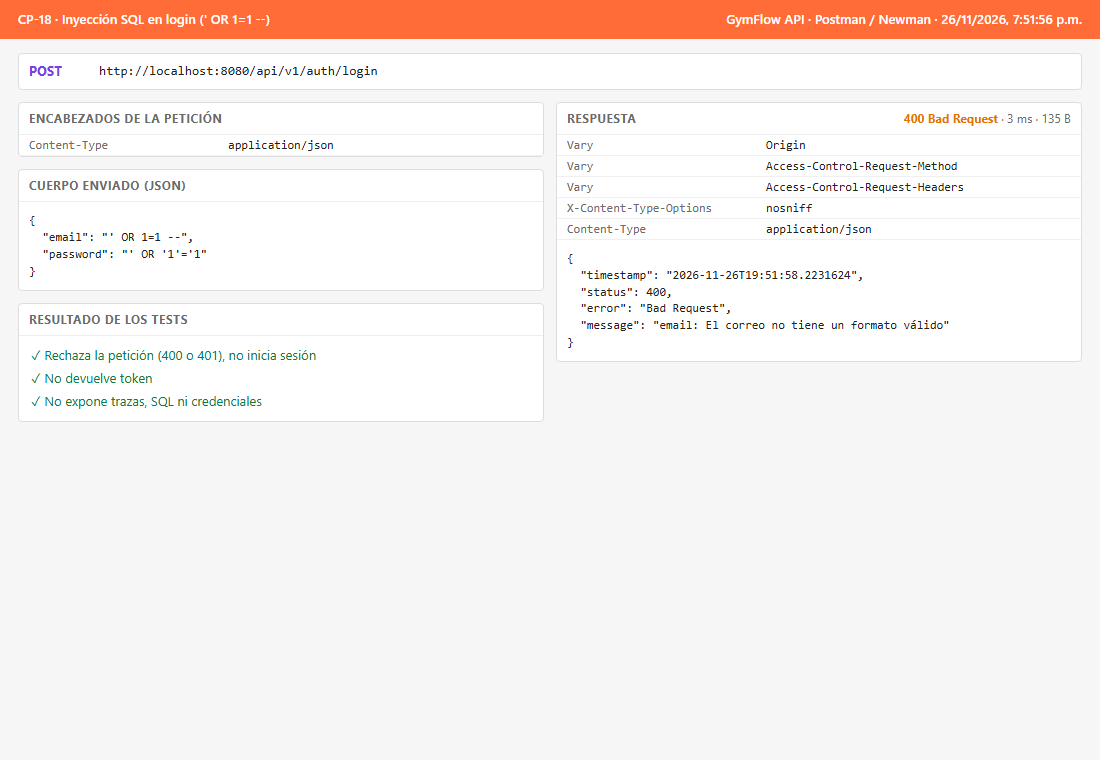 CP-18 · Inyección SQL en login (' OR 1=1 --)
GymFlow API · Postman / Newman · 26/11/2026, 7:51:56 p.m.
POST http://localhost:8080/api/v1/auth/login
ENCABEZADOS DE LA PETICIÓN
Content-Type application/json
CUERPO ENVIADO (JSON)
{
  "email": "' OR 1=1 --",
  "password": "' OR '1'='1"
}
RESULTADO DE LOS TESTS
✓ Rechaza la petición (400 o 401), no inicia sesión
✓ No devuelve token
✓ No expone trazas, SQL ni credenciales
RESPUESTA 400 Bad Request · 3 ms · 135 B
Vary Origin
Vary Access-Control-Request-Method
Vary Access-Control-Request-Headers
X-Content-Type-Options nosniff
Content-Type application/json
{
  "timestamp": "2026-11-26T19:51:58.2231624",
  "status": 400,
  "error": "Bad Request",
  "message": "email: El correo no tiene un formato válido"
}